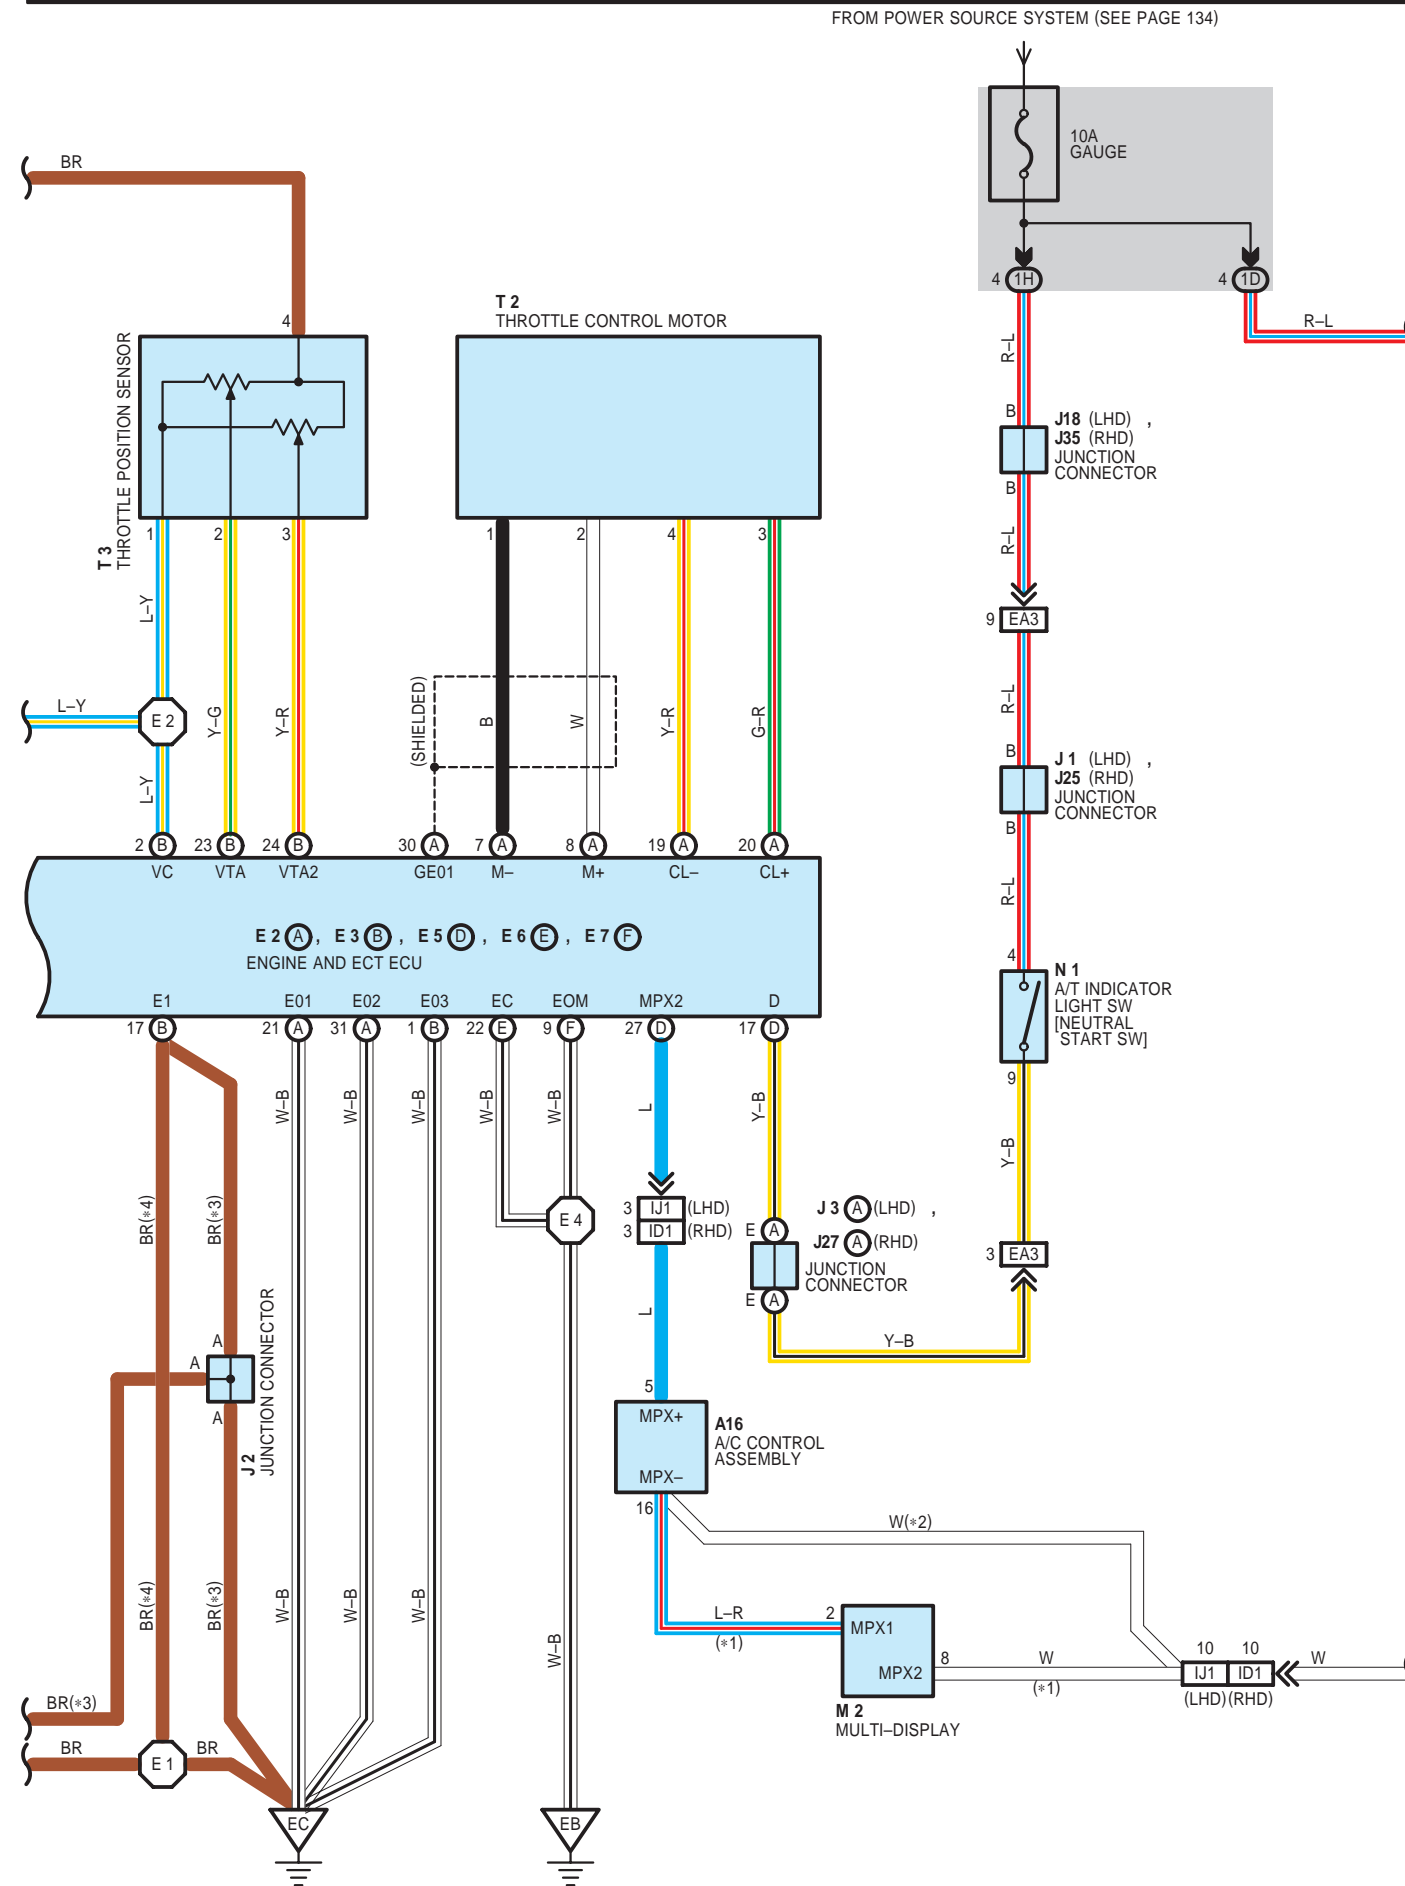 FROM POWER SOURCE SYSTEM (SEE PAGE 134)
10A
GAUGE
4 1H
4 1D
R–L
R–L
B
J18 (LHD) ,
J35 (RHD)
JUNCTION
CONNECTOR
B
R–L
9 EA3
R–L
B
J 1 (LHD) ,
J25 (RHD)
JUNCTION
CONNECTOR
B
R–L
4
N 1
A/T INDICATOR
LIGHT SW
[NEUTRAL
START SW]
9
Y–B
3 EA3
Y–B
BR
4
T 3
THROTTLE POSITION SENSOR
1
2
3
L–Y
L–Y
E 2
L–Y
Y–G
Y–R
T 2
THROTTLE CONTROL MOTOR
1
2
4
3
(SHIELDED)
B
W
Y–R
G–R
2 B
23 B
24 B
30 A
7 A
8 A
19 A
20 A
VC
VTA
VTA2
GE01
M–
M+
CL–
CL+
E 2 A , E 3 B , E 5 D , E 6 E , E 7 F
ENGINE AND ECT ECU
E1
E01
E02
E03
EC
EOM
MPX2
D
17 B
21 A
31 A
1 B
22 E
9 F
27 D
17 D
W–B
W–B
W–B
W–B
W–B
L
Y–B
BR(*4)
BR(*3)
E 4
3 IJ1 (LHD)
3 ID1 (RHD)
E A
J 3 A (LHD) ,
J27 A (RHD)
JUNCTION
CONNECTOR
E A
L
A
A
A
J 2
JUNCTION CONNECTOR
5
MPX+
MPX–
A16
A/C CONTROL
ASSEMBLY
16
W(*2)
BR(*4)
BR(*3)
W–B
W–B
W–B
W–B
L–R
(*1)
2
MPX1
MPX2
8
M 2
MULTI–DISPLAY
W
(*1)
10 10
IJ1 ID1
(LHD)(RHD)
W
BR(*3)
BR
E 1
BR
EC
EB